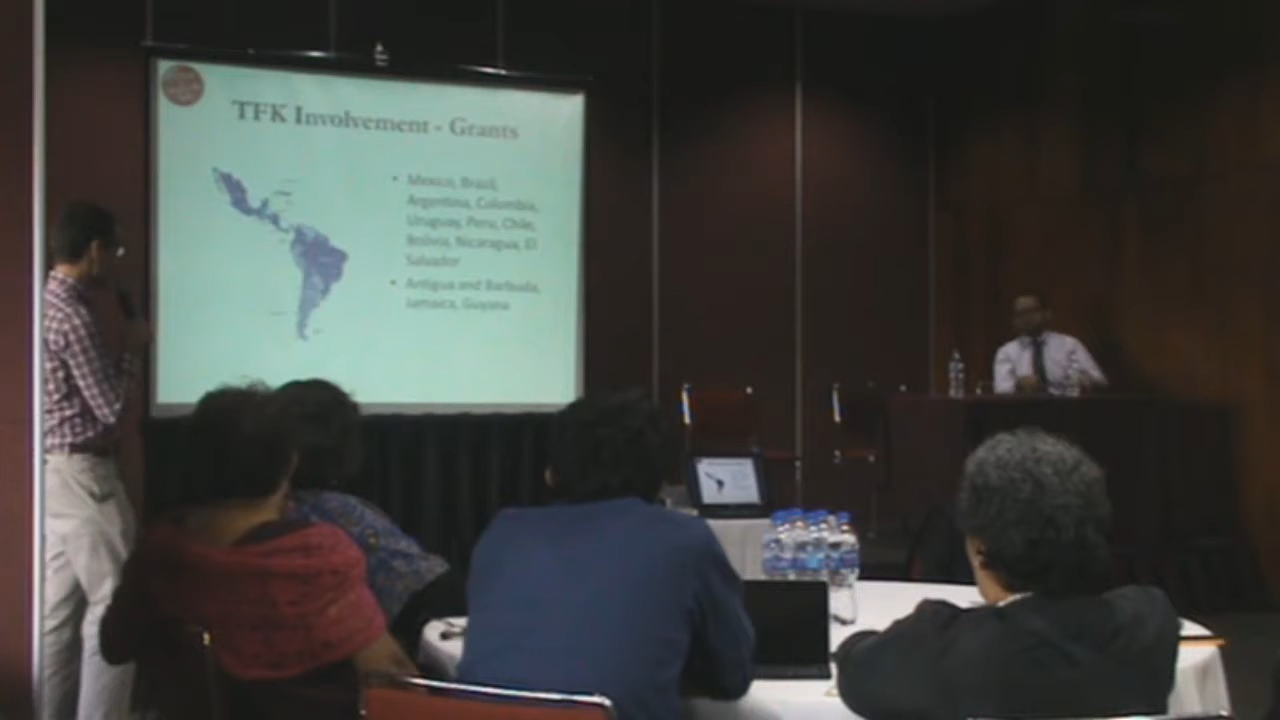 TFK Involvement - Grants
• Mexico, Brazil,
Argentina, Colombia,
Uruguay, Peru, Chile,
Bolivia, Nicaragua, El
Salvador
• Antigua and Barbuda,
Jamaica, Guyana